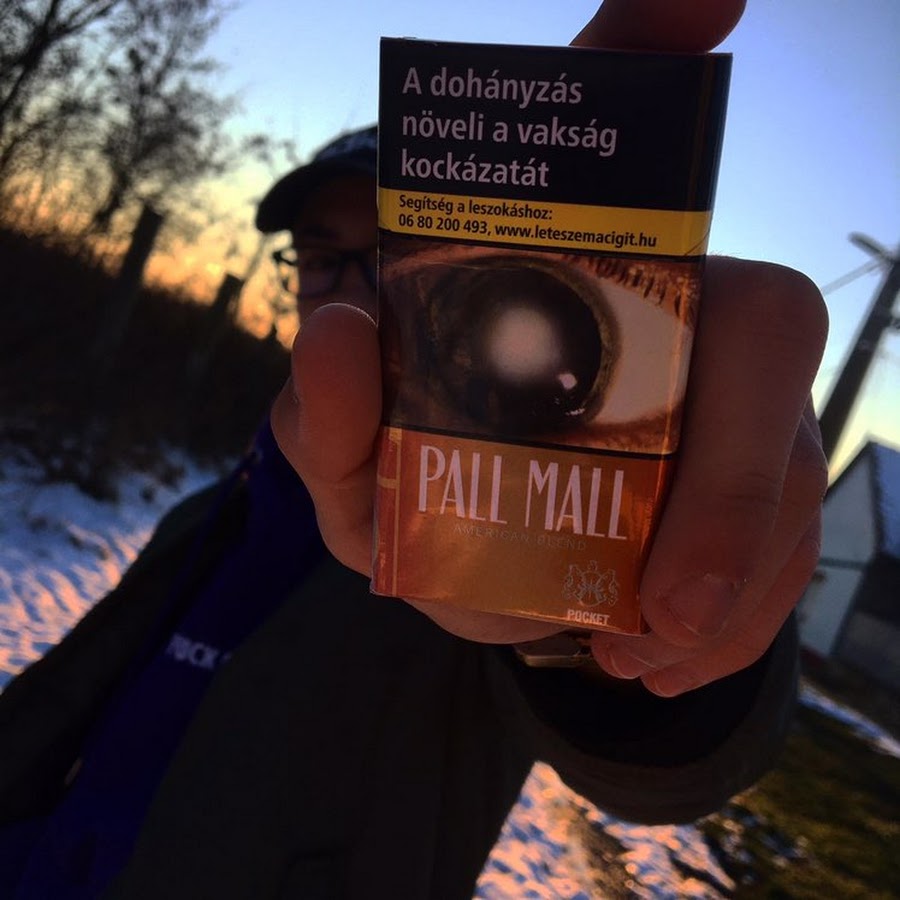 A dohányzás
növeli a vakság
kockázatát
Segítség a leszokáshoz:
06 80 200 493, www.leteszemacigit.hu
PALL MALL
AMERICAN BLEND
POCKET